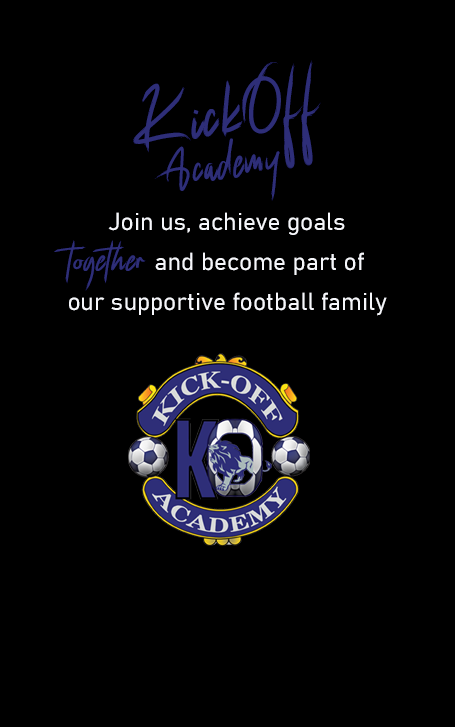 KickOff
Academy
Join us, achieve goals
together and become part of
our supportive football family
KICK-OFF
KO
ACADEMY